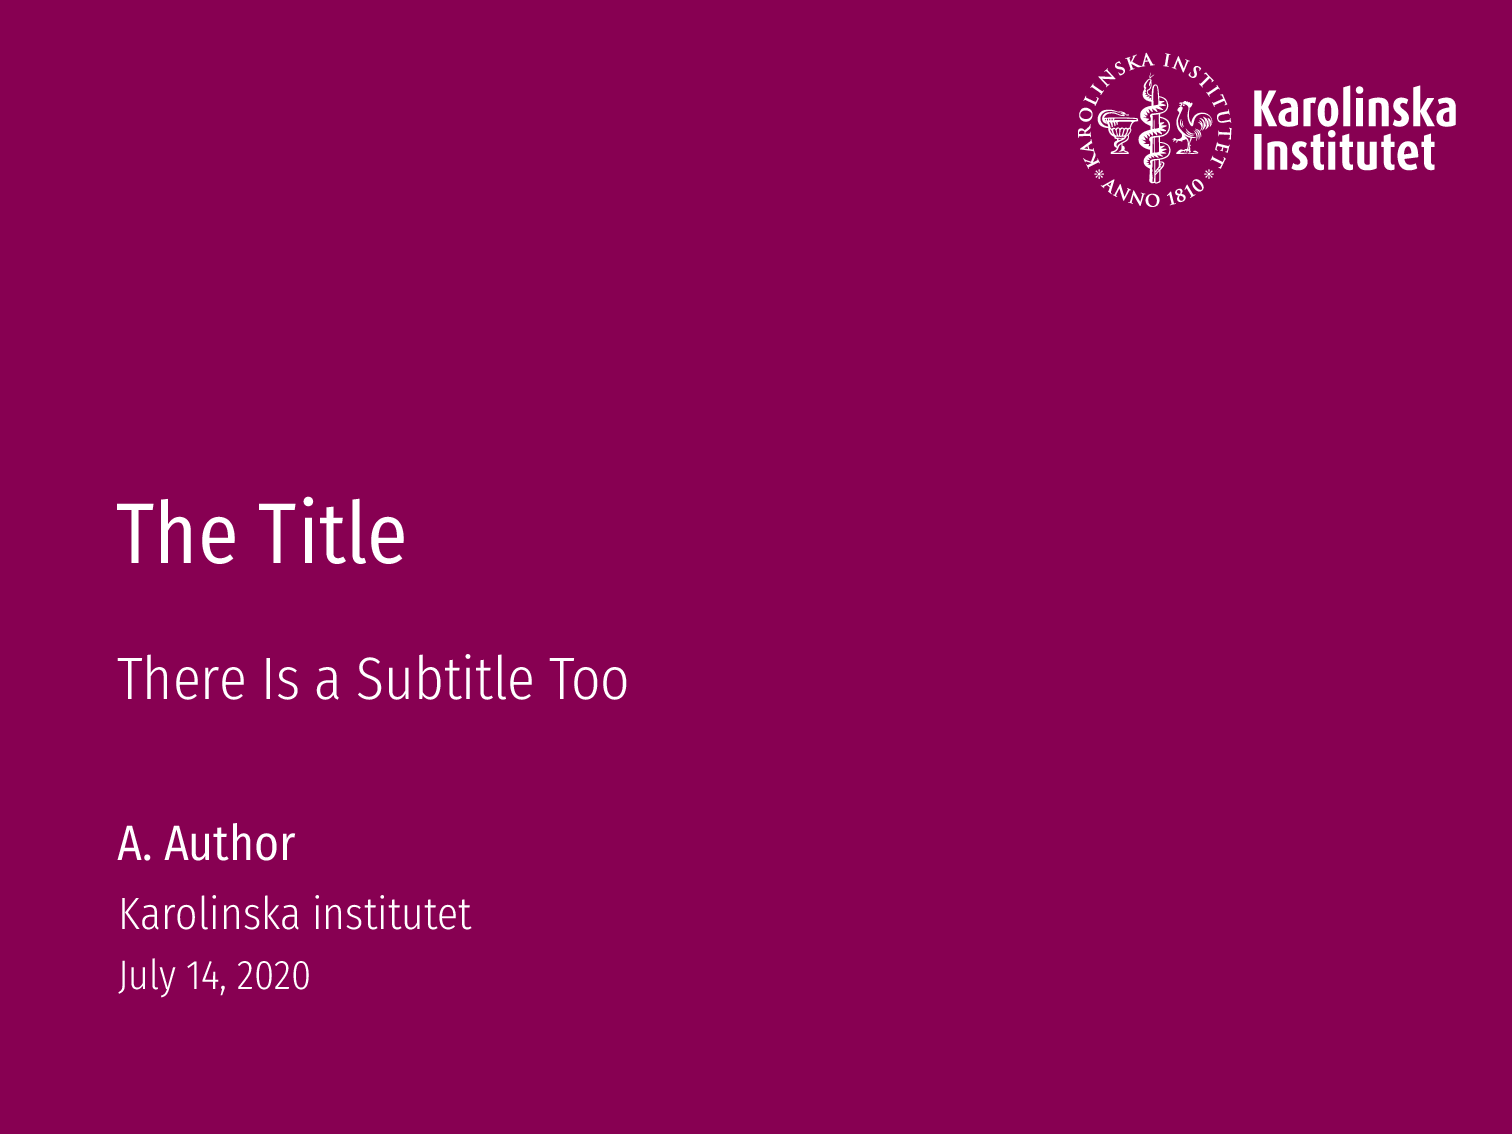 KAROLINSKA INSTITUTET
ANNO 1810
Karolinska
Institutet
The Title
There Is a Subtitle Too
A. Author
Karolinska institutet
July 14, 2020